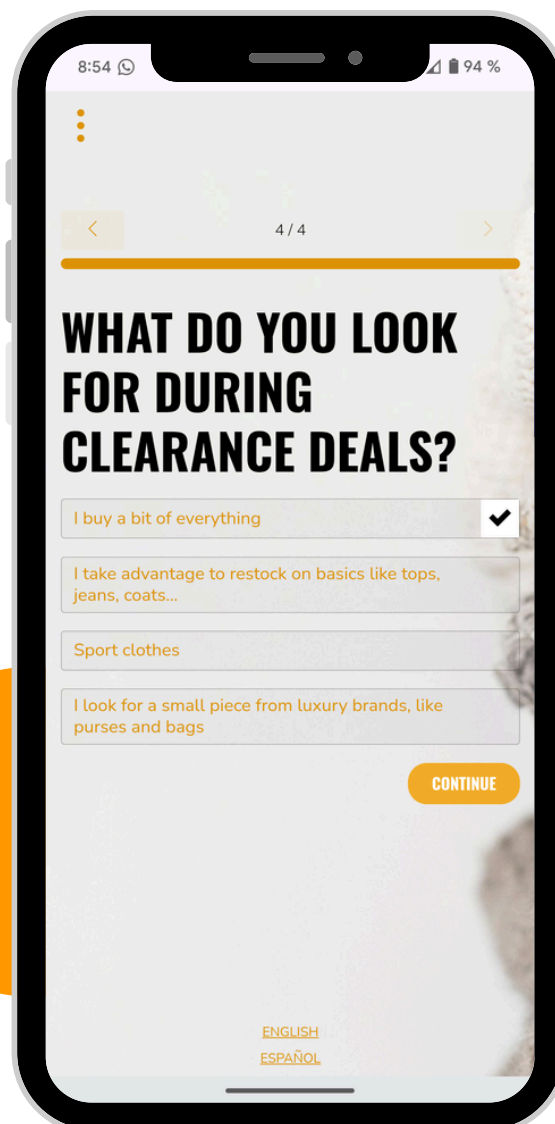 8:54
94 %
4 / 4
WHAT DO YOU LOOK
FOR DURING
CLEARANCE DEALS?
I buy a bit of everything
I take advantage to restock on basics like tops,
jeans, coats...
Sport clothes
I look for a small piece from luxury brands, like
purses and bags
CONTINUE
ENGLISH
ESPAÑOL